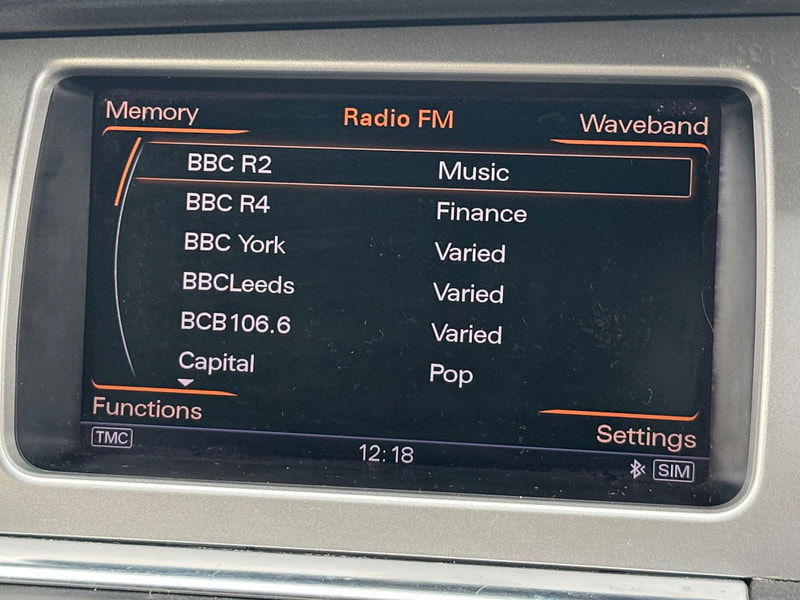 Memory Radio FM Waveband
BBC R2 Music
BBC R4 Finance
BBC York Varied
BBCLeeds Varied
BCB106.6 Varied
Capital Pop
Functions Settings
TMC 12:18 SIM